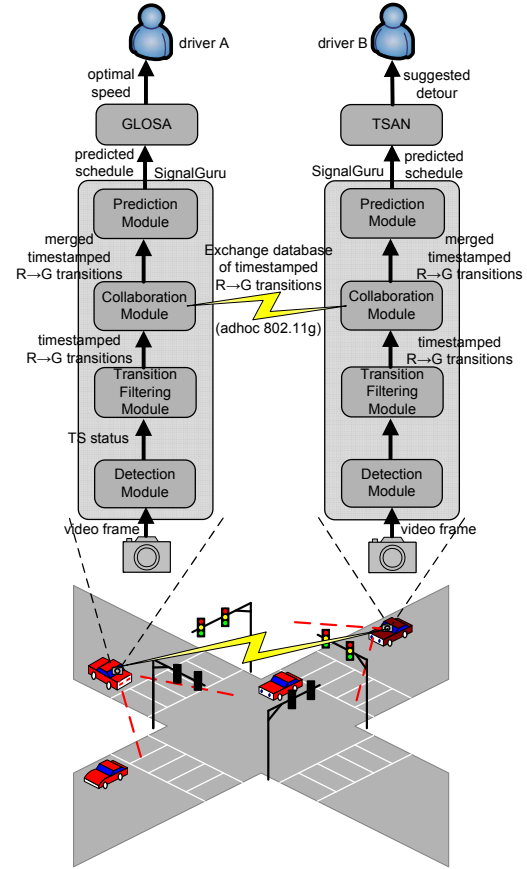 driver A
optimal
speed
GLOSA
predicted
schedule
SignalGuru
Prediction
Module
merged
timestamped
R→G transitions
Collaboration
Module
timestamped
R→G transitions
Transition
Filtering
Module
TS status
Detection
Module
video frame
Exchange database
of timestamped
R→G transitions
(adhoc 802.11g)
driver B
suggested
detour
TSAN
predicted
schedule
SignalGuru
Prediction
Module
merged
timestamped
R→G transitions
Collaboration
Module
timestamped
R→G transitions
Transition
Filtering
Module
Detection
Module
video frame